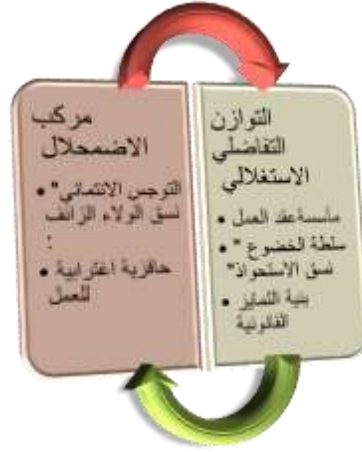 التوازن
التفاضلي
الاستغلالي
• مأسسة عقد العمل
• سلطة الخضوع "
نسق الاستحواذ"
• بنية التمايز
القانونية
مركب
الاضمحلال
• التوجس الانتمائي"
نسق الولاء الزائف
:
• حافزية اغترابية
للعمل